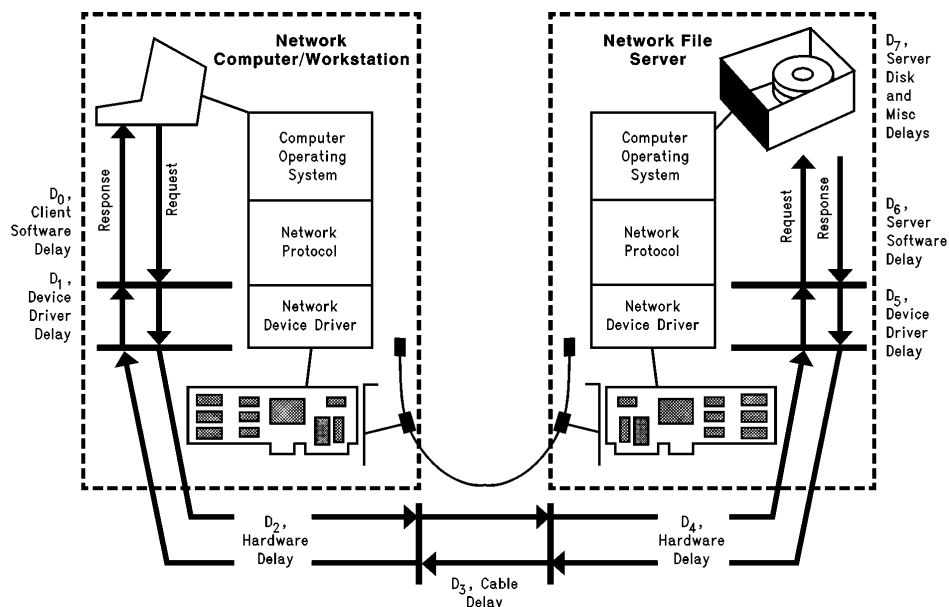 Network
Computer/Workstation
Network File
Server
D7,
Server
Disk
and
Misc
Delays
Computer
Operating
System
Computer
Operating
System
D0,
Client
Software
Delay
Response
Request
Request
Response
D6,
Server
Software
Delay
Network
Protocol
Network
Protocol
D1,
Device
Driver
Delay
Network
Device Driver
Network
Device Driver
D5,
Device
Driver
Delay
D2,
Hardware
Delay
D4,
Hardware
Delay
D3, Cable
Delay